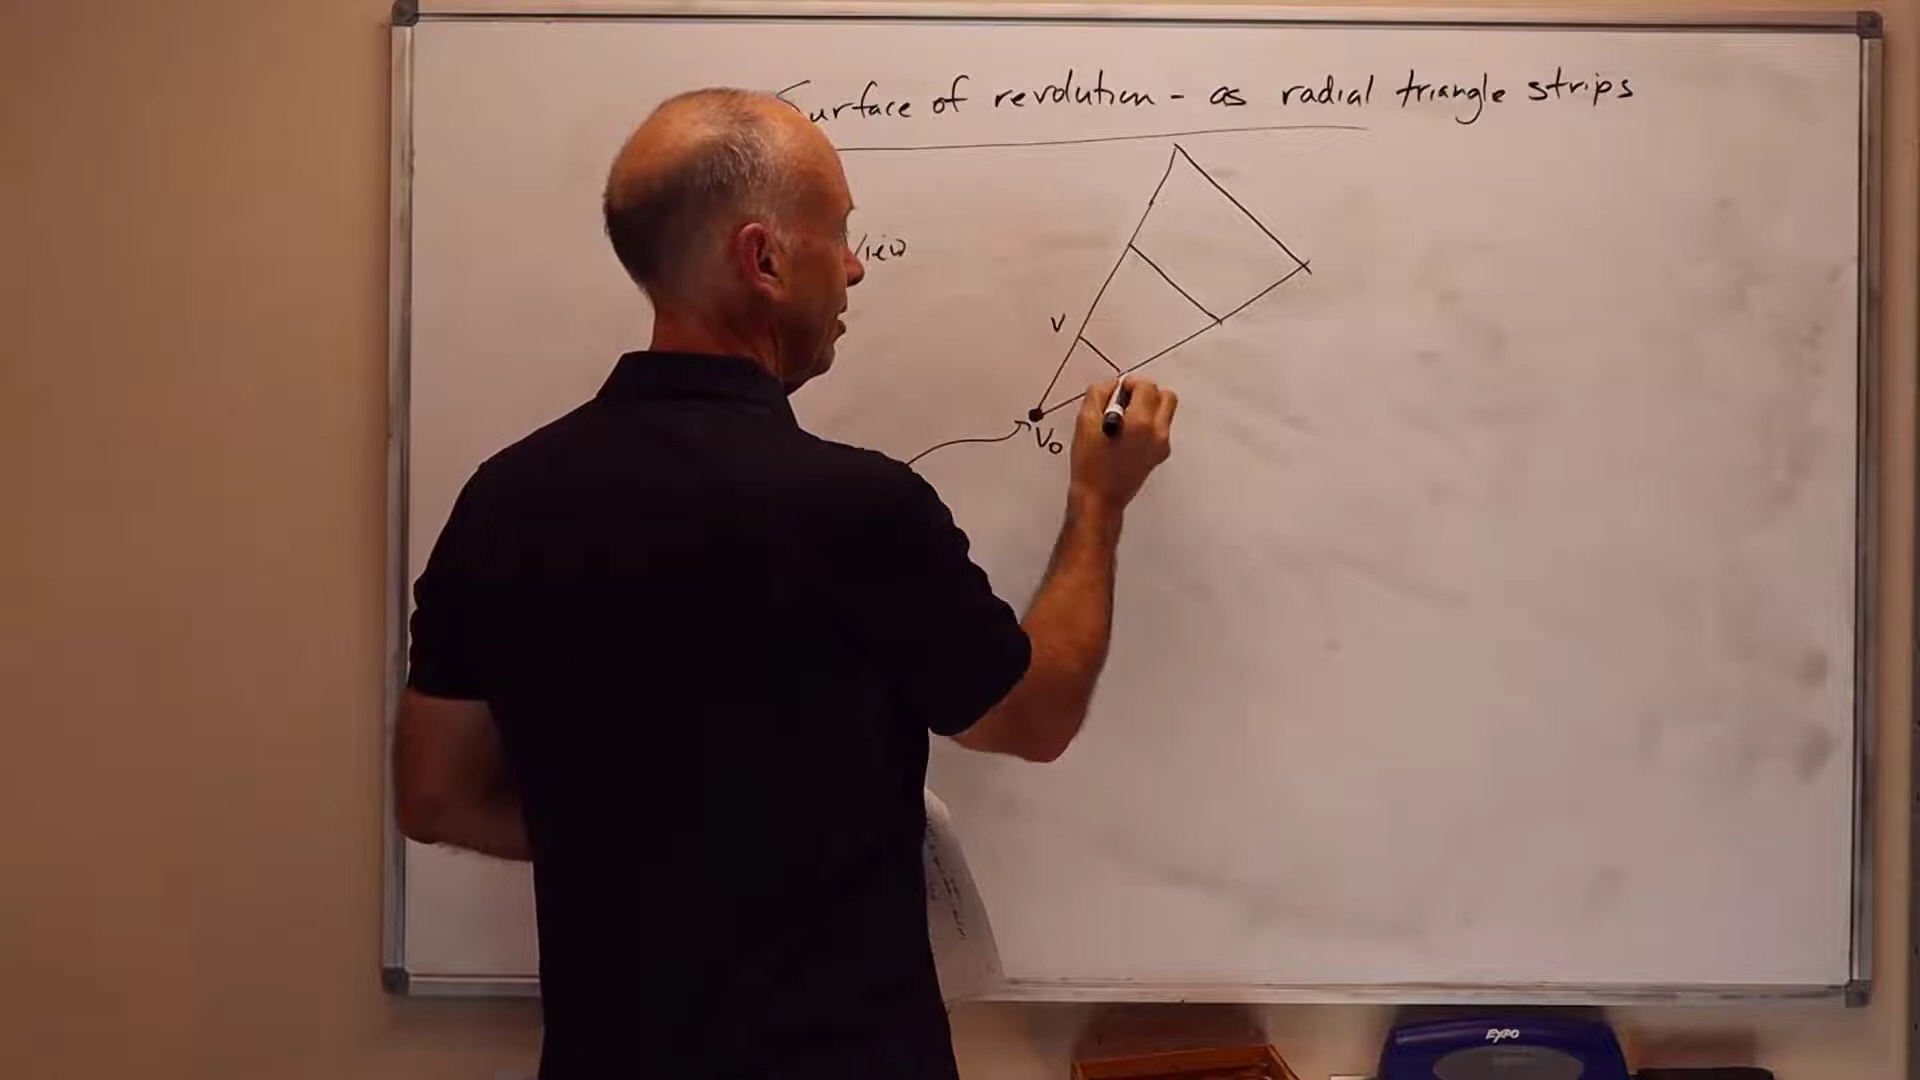 Surface of revolution - as radial triangle strips
View
V
V0
EXPO